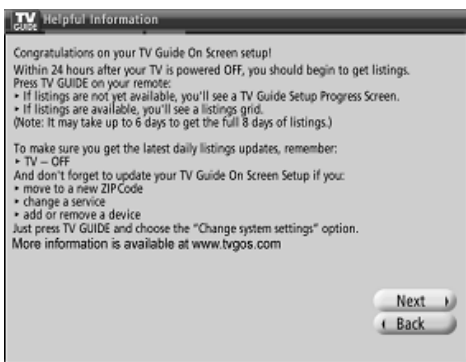 TV GUIDE Helpful Information
Congratulations on your TV Guide On Screen setup!
Within 24 hours after your TV is powered OFF, you should begin to get listings.
Press TV GUIDE on your remote:
‣ If listings are not yet available, you'll see a TV Guide Setup Progress Screen.
‣ If listings are available, you'll see a listings grid.
(Note: It may take up to 6 days to get the full 8 days of listings.)
To make sure you get the latest daily listings updates, remember:
‣ TV – OFF
And don't forget to update your TV Guide On Screen Setup if you:
‣ move to a new ZIP Code
‣ change a service
‣ add or remove a device
Just press TV GUIDE and choose the "Change system settings" option.
More information is available at www.tvgos.com
Next
Back